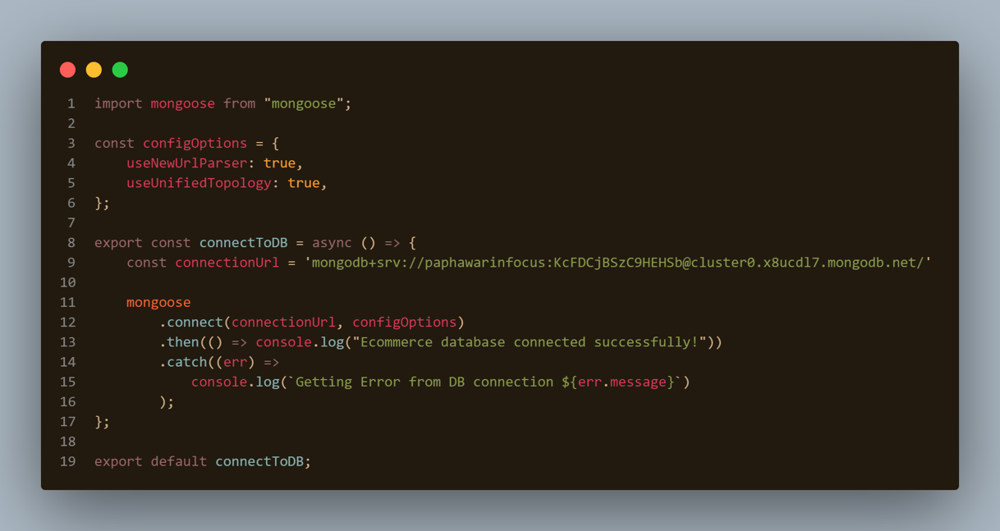 1 import mongoose from "mongoose";
2
3 const configOptions = {
4     useNewUrlParser: true,
5     useUnifiedTopology: true,
6 };
7
8 export const connectToDB = async () => {
9     const connectionUrl = 'mongodb+srv://paphawarinfocus:KcFDCjBSzC9HEHSb@cluster0.x8ucdl7.mongodb.net/'
10
11     mongoose
12         .connect(connectionUrl, configOptions)
13         .then(() => console.log("Ecommerce database connected successfully!"))
14         .catch((err) =>
15             console.log(`Getting Error from DB connection ${err.message}`)
16         );
17 };
18
19 export default connectToDB;